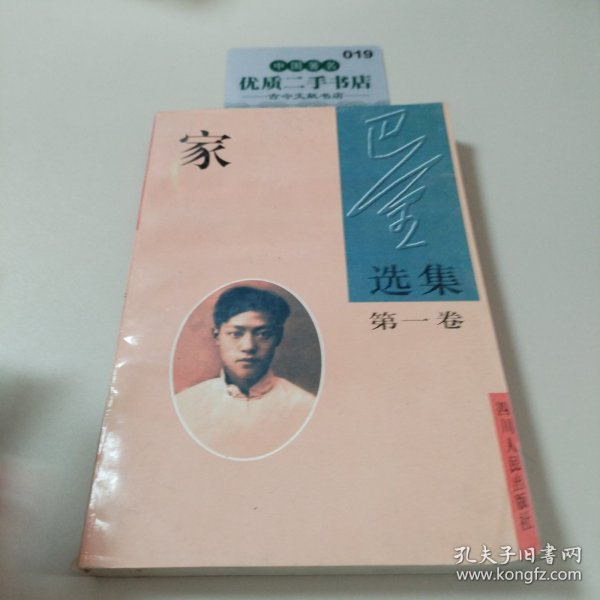 019
中国著名
优质二手书店
古今文献书店
家
巴金
选集
第一卷
四川人民出版社
孔夫子旧书网
www.kongfz.com